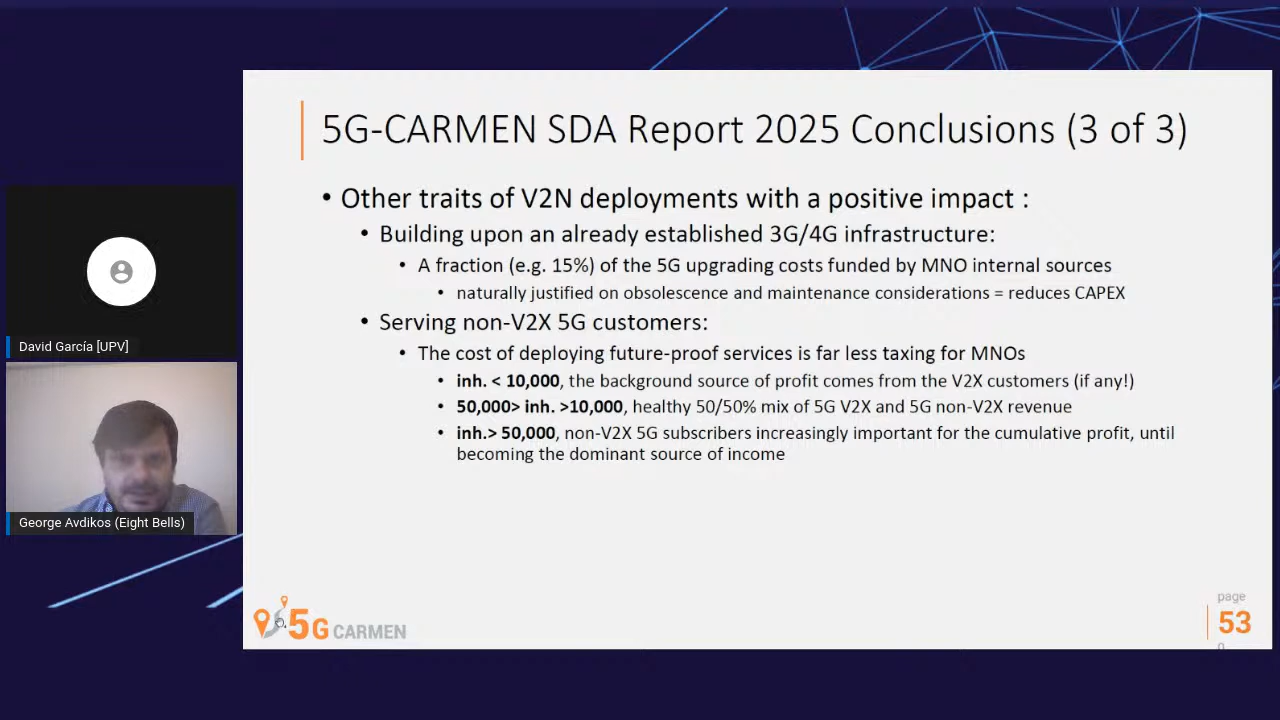 5G-CARMEN SDA Report 2025 Conclusions (3 of 3)
• Other traits of V2N deployments with a positive impact :
• Building upon an already established 3G/4G infrastructure:
• A fraction (e.g. 15%) of the 5G upgrading costs funded by MNO internal sources
• naturally justified on obsolescence and maintenance considerations = reduces CAPEX
• Serving non-V2X 5G customers:
• The cost of deploying future-proof services is far less taxing for MNOs
• inh. < 10,000, the background source of profit comes from the V2X customers (if any!)
• 50,000> inh. >10,000, healthy 50/50% mix of 5G V2X and 5G non-V2X revenue
• inh.> 50,000, non-V2X 5G subscribers increasingly important for the cumulative profit, until
becoming the dominant source of income
David García [UPV]
George Avdikos (Eight Bells)
5G CARMEN
page
53